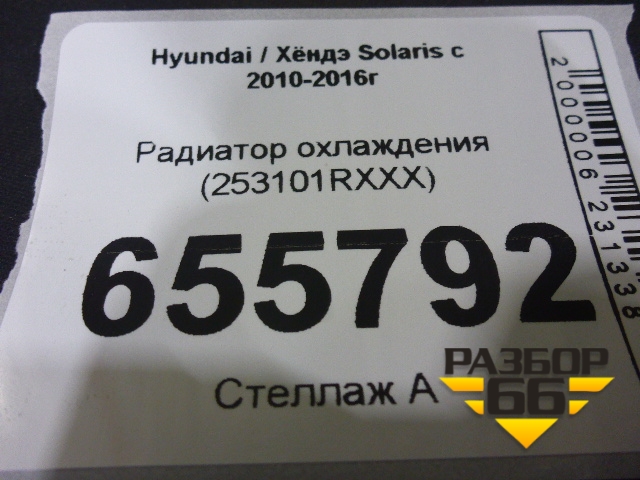 Hyundai / Хёндэ Solaris с
2010-2016г
Радиатор охлаждения
(253101RXXX)
655792
Стеллаж А
2000006231338
РАЗБОР
66